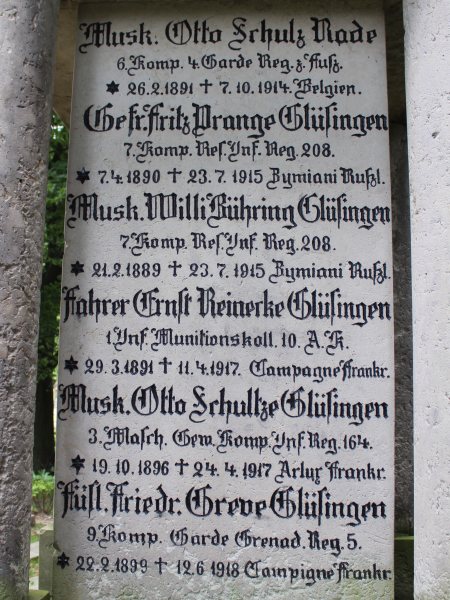 Musk. Otto Schulz Rade
6. Komp. 4. Garde Reg. z. Fuß.
* 26.2.1891 † 7.10.1914. Belgien.
Gefr. Fritz Prange Glüsingen
7. Komp. Res. Inf. Reg. 208.
* 7.4.1890 † 23.7.1915 Bymiani Rußl.
Musk. Willi Bühring Glüsingen
7. Komp. Res. Inf. Reg. 208.
* 21.2.1889 † 23.7.1915 Bymiani Rußl.
Fahrer Ernst Reinecke Glüsingen
1. Inf. Munitionskoll. 10. A.K.
* 29.3.1891 † 11.4.1917. Campagne Frankr.
Musk. Otto Schultze Glüsingen
3. Masch. Gew. Komp. Inf. Reg. 164.
* 19.10.1896 † 24.4.1917 Arlux Frankr.
Füsl. Friedr. Greve Glüsingen
9. Komp. Garde Grenad. Reg. 5.
* 22.2.1899 † 12.6 1918 Campigne Frankr.